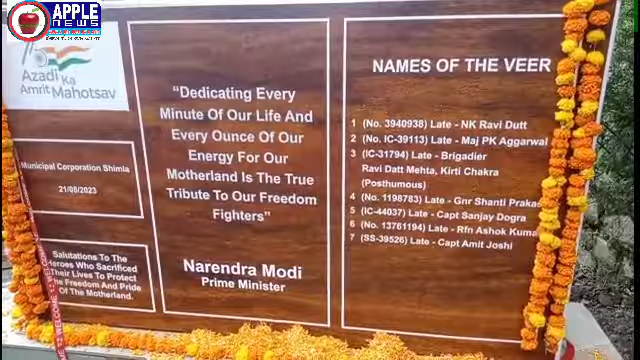 APPLE
NEWS
Azadi Ka
Amrit Mahotsav
Municipal Corporation Shimla
21/08/2023
Salutations To The
Heroes Who Sacrificed
Their Lives To Protect
The Freedom And Pride
Of The Motherland.
“Dedicating Every
Minute Of Our Life And
Every Ounce Of Our
Energy For Our
Motherland Is The True
Tribute To Our Freedom
Fighters”
Narendra Modi
Prime Minister
NAMES OF THE VEER
1 (No. 3940938) Late - NK Ravi Dutt
2 (No. IC-39113) Late - Maj PK Aggarwal
3 (IC-31794) Late - Brigadier
Ravi Datt Mehta, Kirti Chakra
(Posthumous)
4 (No. 1198783) Late - Gnr Shanti Prakas
5 (IC-44037) Late - Capt Sanjay Dogra
6 (No. 13761194) Late - Rfn Ashok Kuma
7 (SS-39526) Late - Capt Amit Joshi
WELCOME